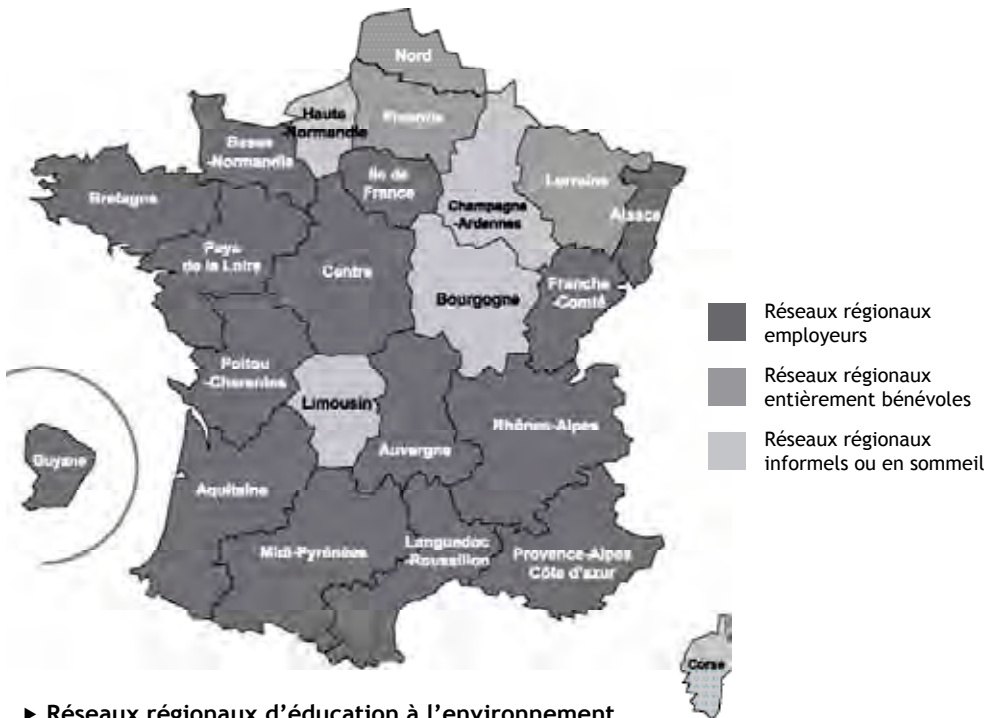 Nord
Haute
-Normandie
Picardie
Basse
-Normandie
Ile de
France
Lorraine
Alsace
Champagne
-Ardennes
Bretagne
Pays
de la Loire
Centre
Bourgogne
Franche
-Comté
Poitou
-Charentes
Limousin
Auvergne
Rhônes-Alpes
Guyane
Aquitaine
Midi-Pyrénées
Languedoc
-Roussillon
Provence-Alpes
Côte d'azur
Corse
Réseaux régionaux
employeurs
Réseaux régionaux
entièrement bénévoles
Réseaux régionaux
informels ou en sommeil
▶ Réseaux régionaux d'éducation à l'environnement